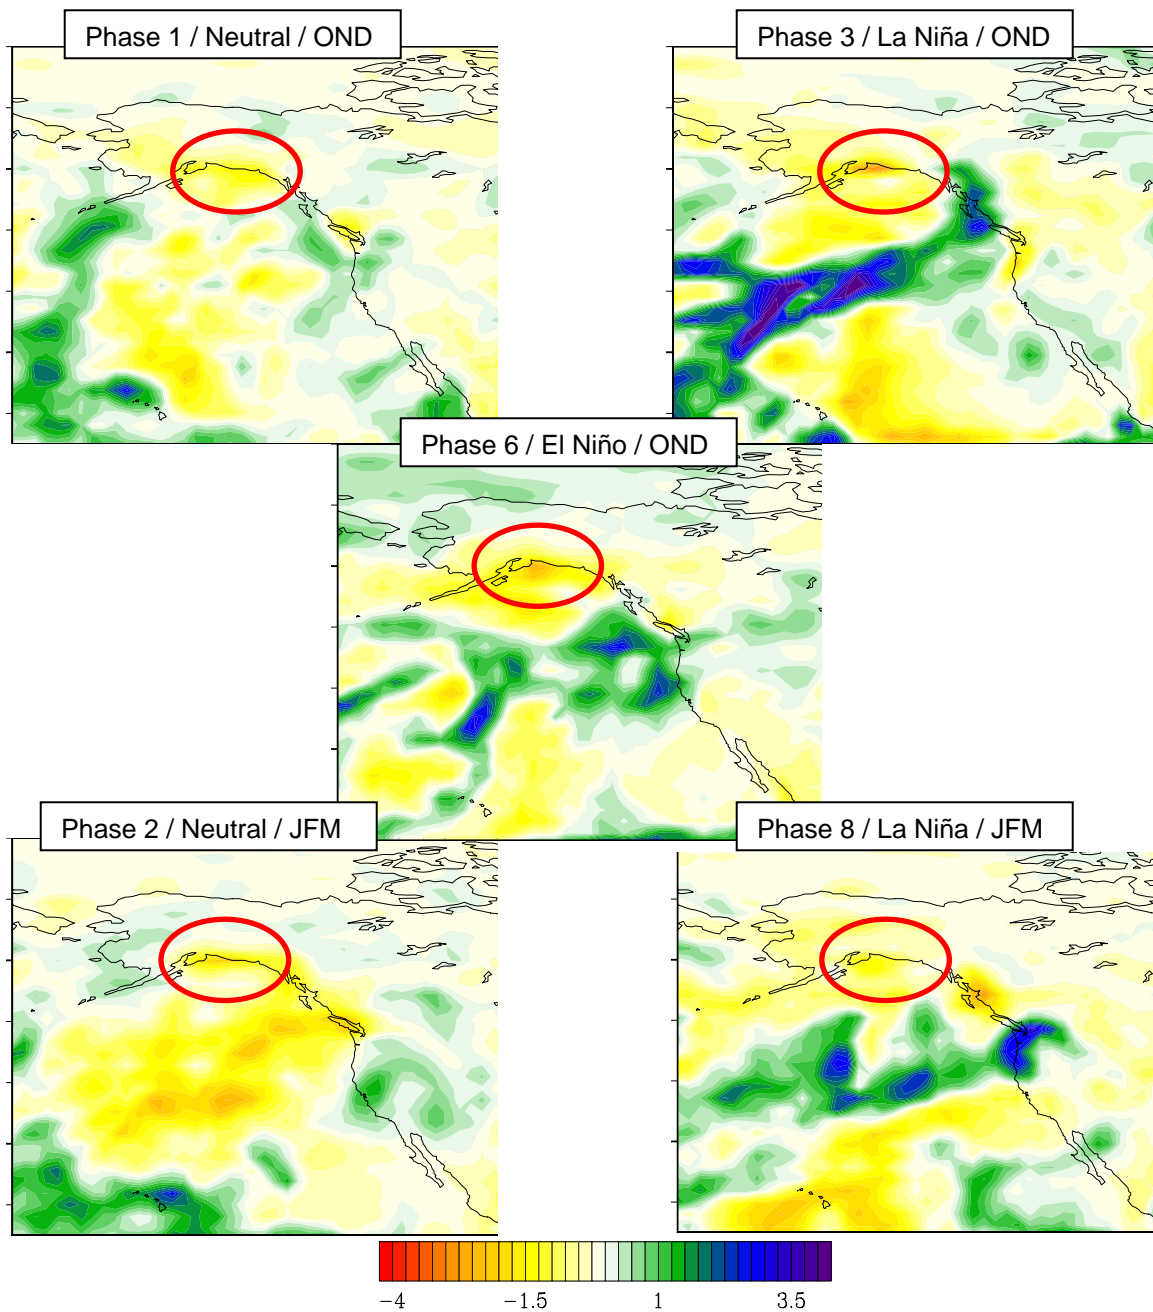 Phase 1 / Neutral / OND
Phase 3 / La Niña / OND
Phase 6 / El Niño / OND
Phase 2 / Neutral / JFM
Phase 8 / La Niña / JFM
−4 −1.5 1 3.5